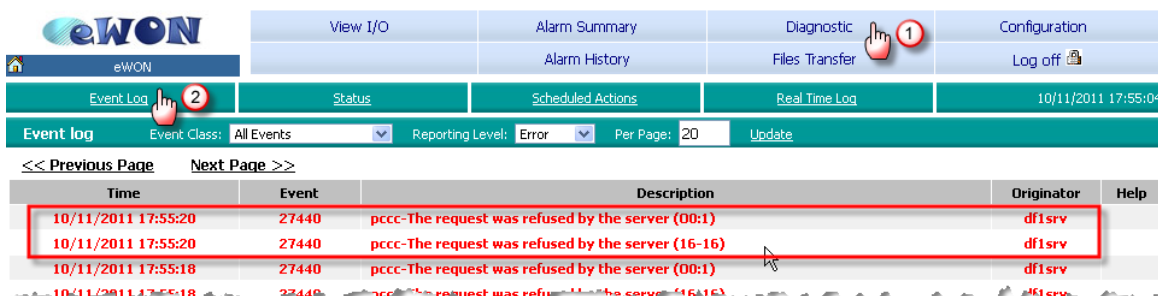 eWON View I/O Alarm Summary Diagnostic 1 Configuration
eWON Alarm History Files Transfer Log off
Event Log 2 Status Scheduled Actions Real Time Log 10/11/2011 17:55:04
Event log Event Class: All Events Reporting Level: Error Per Page: 20 Update
<< Previous Page Next Page >>
Time Event Description Originator Help
10/11/2011 17:55:20 27440 pccc-The request was refused by the server (00:1) df1srv
10/11/2011 17:55:20 27440 pccc-The request was refused by the server (16-16) df1srv
10/11/2011 17:55:18 27440 pccc-The request was refused by the server (00:1) df1srv